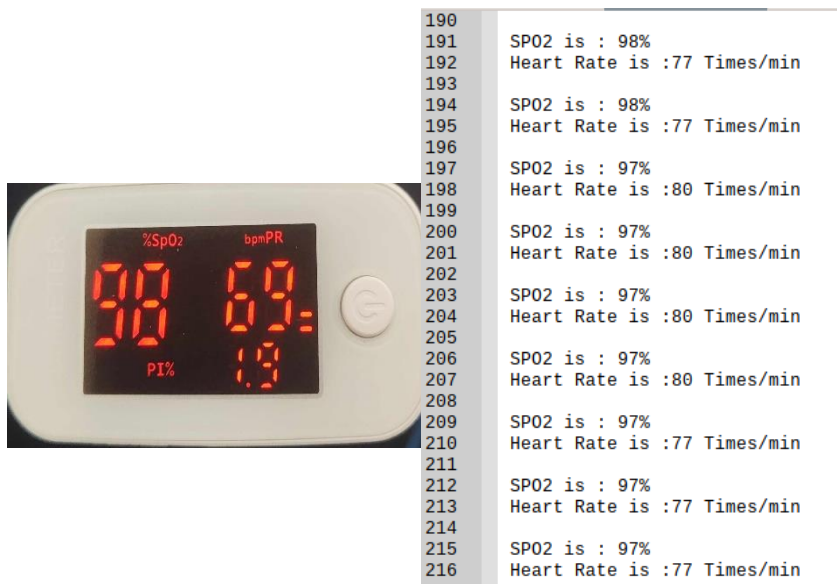 %SpO2 bpmPR
98 69
PI% 1.9
190
191 SPO2 is : 98%
192 Heart Rate is :77 Times/min
193
194 SPO2 is : 98%
195 Heart Rate is :77 Times/min
196
197 SPO2 is : 97%
198 Heart Rate is :80 Times/min
199
200 SPO2 is : 97%
201 Heart Rate is :80 Times/min
202
203 SPO2 is : 97%
204 Heart Rate is :80 Times/min
205
206 SPO2 is : 97%
207 Heart Rate is :80 Times/min
208
209 SPO2 is : 97%
210 Heart Rate is :77 Times/min
211
212 SPO2 is : 97%
213 Heart Rate is :77 Times/min
214
215 SPO2 is : 97%
216 Heart Rate is :77 Times/min